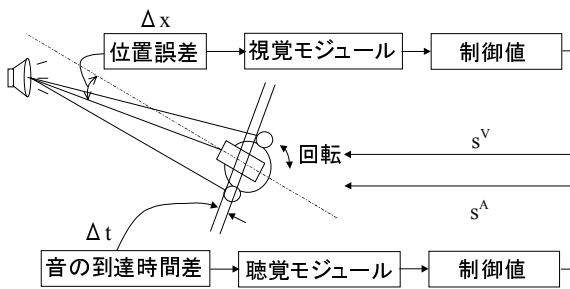 Δx
位置誤差
視覚モジュール
制御値
回転
s^V
s^A
Δt
音の到達時間差
聴覚モジュール
制御値